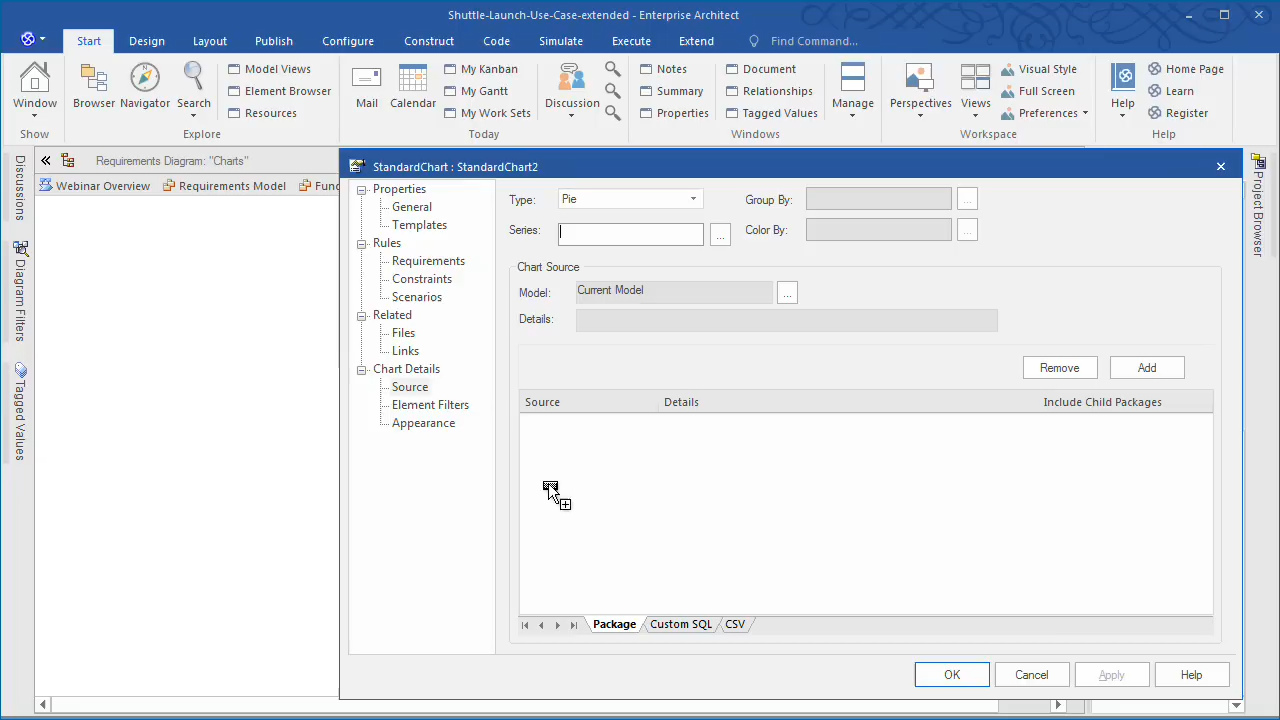 Shuttle-Launch-Use-Case-extended - Enterprise Architect
Start Design Layout Publish Configure Construct Code Simulate Execute Extend Find Command...
Window
Show
Browser Navigator Search
Model Views
Element Browser
Resources
Explore
Mail Calendar
My Kanban
My Gantt
My Work Sets
Discussion
Today
Notes
Summary
Properties
Document
Relationships
Tagged Values
Manage
Windows
Perspectives Views
Visual Style
Full Screen
Preferences
Workspace
Help
Home Page
Learn
Register
Help
Discussions
Diagram Filters
Tagged Values
Requirements Diagram: "Charts"
Webinar Overview Requirements Model Func
Project Browser
StandardChart : StandardChart2
Properties
General
Templates
Rules
Requirements
Constraints
Scenarios
Related
Files
Links
Chart Details
Source
Element Filters
Appearance
Type: Pie Group By: ...
Series: ... Color By: ...
Chart Source
Model: Current Model ...
Details:
Remove Add
Source Details Include Child Packages
Package Custom SQL CSV
OK Cancel Apply Help